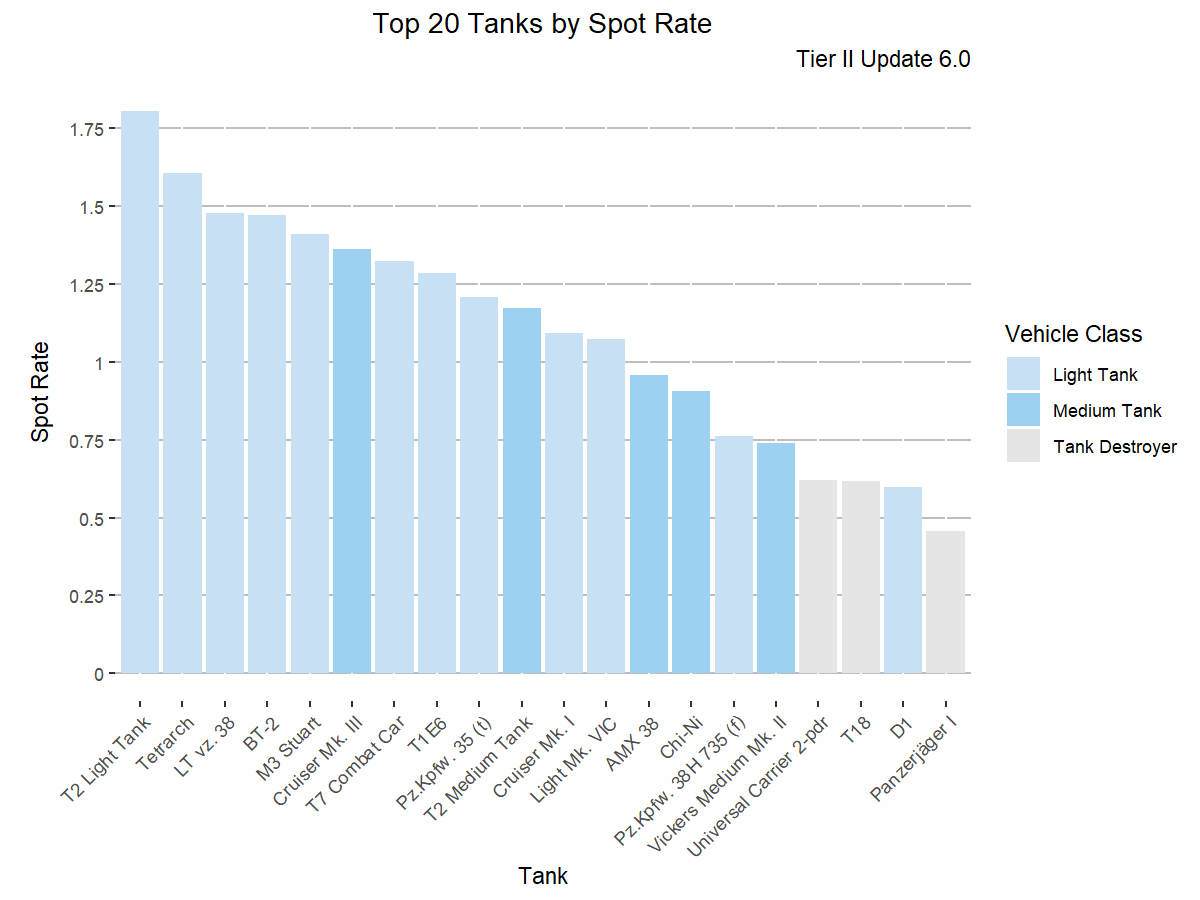 Top 20 Tanks by Spot Rate
Tier II Update 6.0
Spot Rate
1.75
1.5
1.25
1
0.75
0.5
0.25
0
T2 Light Tank
Tetrarch
LT vz. 38
BT-2
M3 Stuart
Cruiser Mk. III
T7 Combat Car
T1E6
Pz.Kpfw. 35 (t)
T2 Medium Tank
Cruiser Mk. I
Light Mk. VIC
AMX 38
Chi-Ni
Pz.Kpfw. 38H 735 (f)
Vickers Medium Mk. II
Universal Carrier 2-pdr
T18
D1
Panzerjäger I
Tank
Vehicle Class
Light Tank
Medium Tank
Tank Destroyer